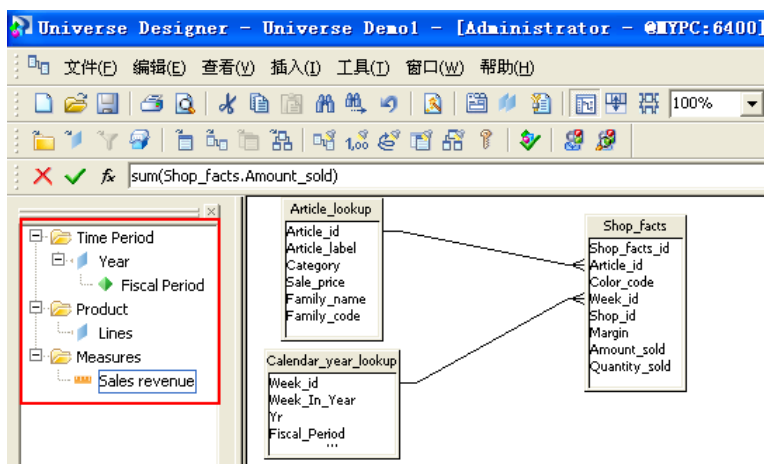 Universe Designer - Universe Demo1 - [Administrator - @MYPC:6400]
文件(F) 编辑(E) 查看(V) 插入(I) 工具(T) 窗口(W) 帮助(H)
100%
sum(Shop_facts.Amount_sold)
Time Period
Year
Fiscal Period
Product
Lines
Measures
Sales revenue
Article_lookup
Article_id
Article_label
Category
Sale_price
Family_name
Family_code
Calendar_year_lookup
Week_id
Week_In_Year
Yr
Fiscal_Period
...
Shop_facts
Shop_facts_id
Article_id
Color_code
Week_id
Shop_id
Margin
Amount_sold
Quantity_sold